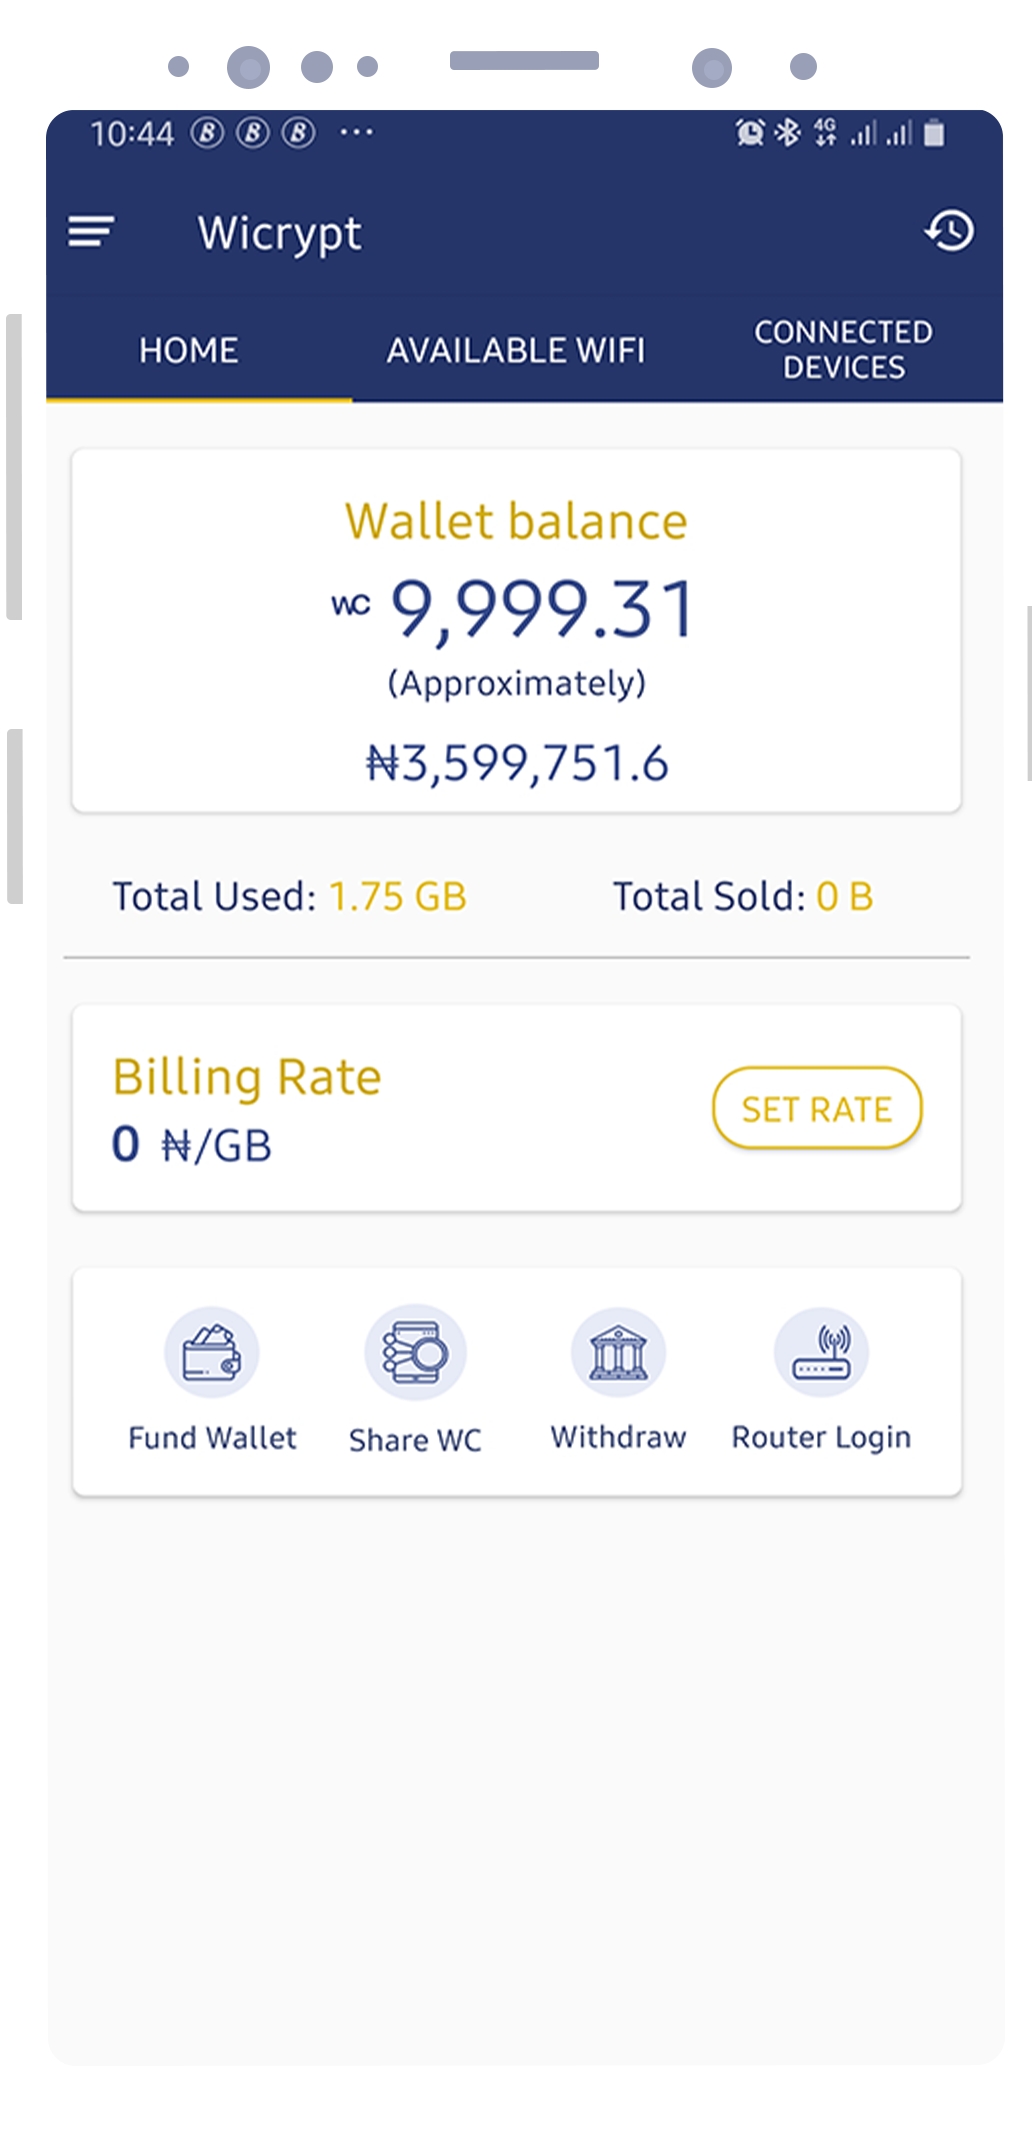 10:44 B B B ... 4G
Wicrypt
HOME
AVAILABLE WIFI
CONNECTED
DEVICES
Wallet balance
WC 9,999.31
(Approximately)
₦3,599,751.6
Total Used: 1.75 GB
Total Sold: 0 B
Billing Rate
0 ₦/GB
SET RATE
Fund Wallet
Share WC
Withdraw
Router Login